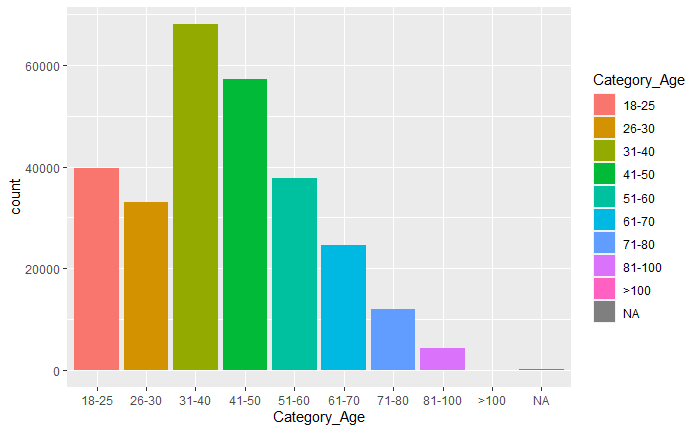 60000
40000
20000
0
count
18-25 26-30 31-40 41-50 51-60 61-70 71-80 81-100 >100 NA
Category_Age
Category_Age
18-25
26-30
31-40
41-50
51-60
61-70
71-80
81-100
>100
NA